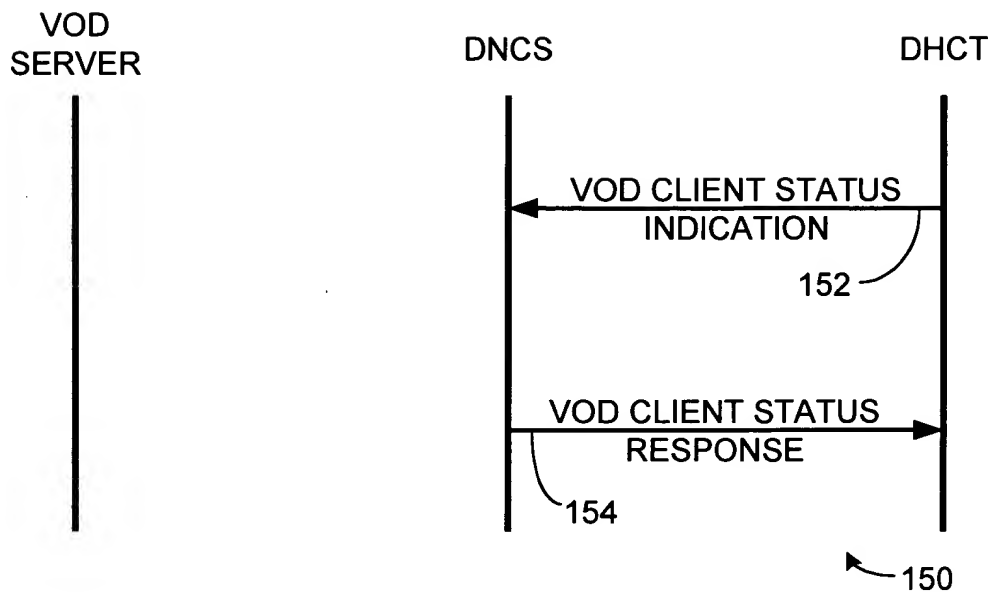 VOD
SERVER
DNCS
DHCT
VOD CLIENT STATUS
INDICATION
152
VOD CLIENT STATUS
RESPONSE
154
150